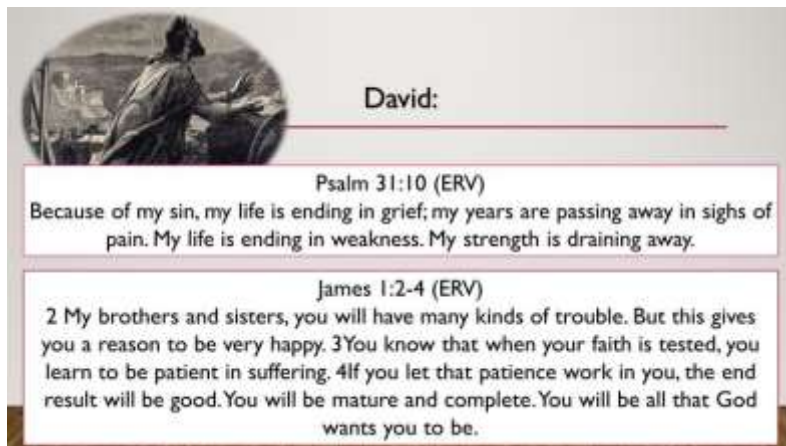 David:
Psalm 31:10 (ERV)
Because of my sin, my life is ending in grief; my years are passing away in sighs of
pain. My life is ending in weakness. My strength is draining away.
James 1:2-4 (ERV)
2 My brothers and sisters, you will have many kinds of trouble. But this gives
you a reason to be very happy. 3You know that when your faith is tested, you
learn to be patient in suffering. 4If you let that patience work in you, the end
result will be good. You will be mature and complete. You will be all that God
wants you to be.